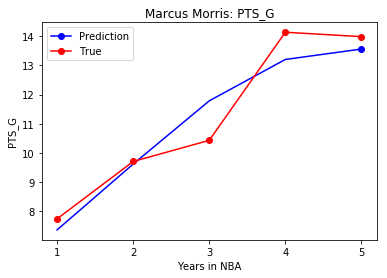 Marcus Morris: PTS_G
Prediction
True
PTS_G
14
13
12
11
10
9
8
1 2 3 4 5
Years in NBA